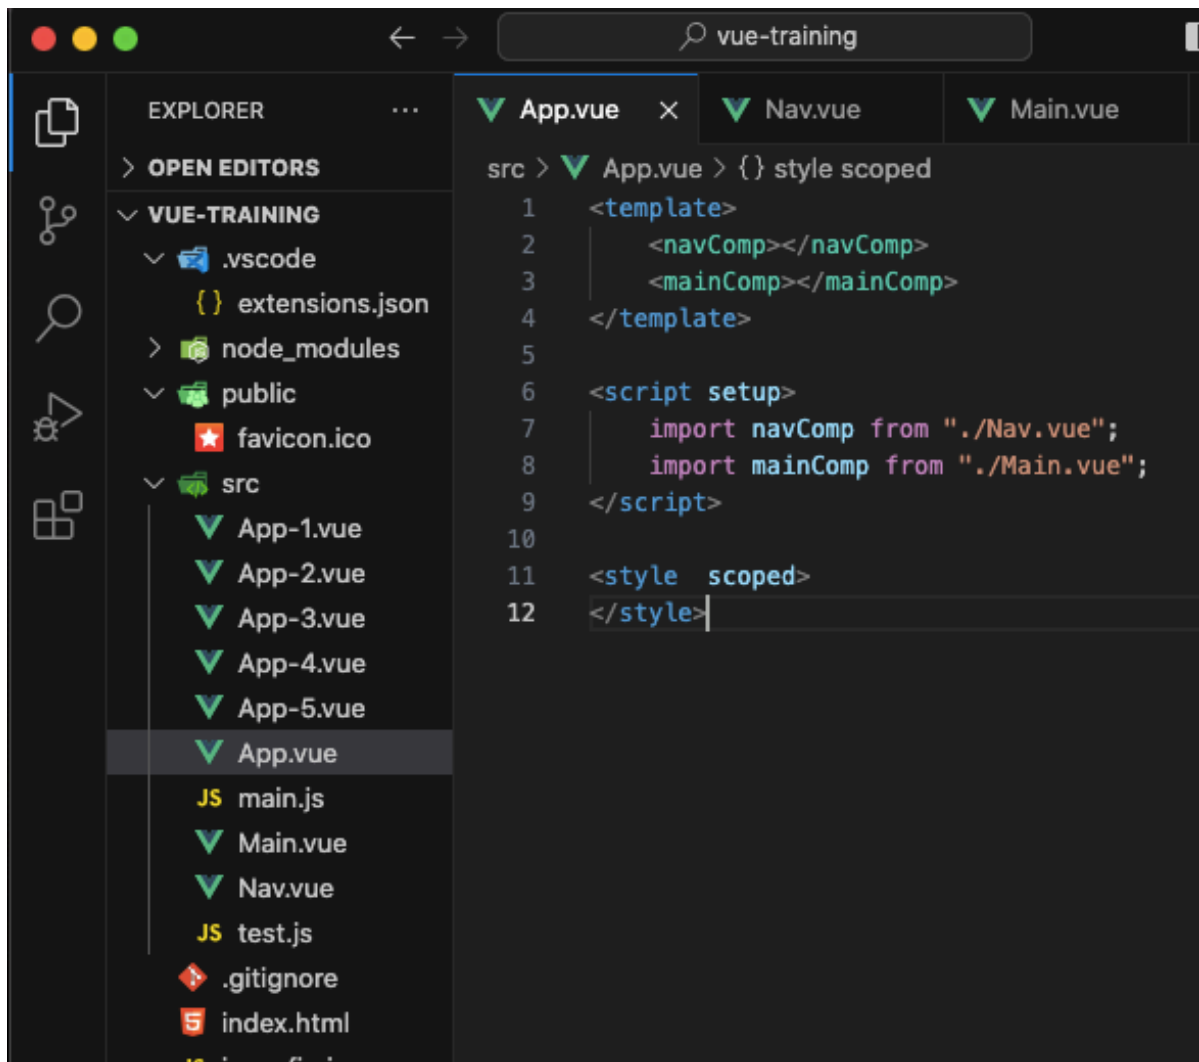 vue-training
EXPLORER ...
OPEN EDITORS
VUE-TRAINING
.vscode
{} extensions.json
node_modules
public
favicon.ico
src
App-1.vue
App-2.vue
App-3.vue
App-4.vue
App-5.vue
App.vue
JS main.js
Main.vue
Nav.vue
JS test.js
.gitignore
5 index.html
App.vue × Nav.vue Main.vue
src > App.vue > {} style scoped
1 <template>
2     <navComp></navComp>
3     <mainComp></mainComp>
4 </template>
5
6 <script setup>
7     import navComp from "./Nav.vue";
8     import mainComp from "./Main.vue";
9 </script>
10
11 <style  scoped>
12 </style>